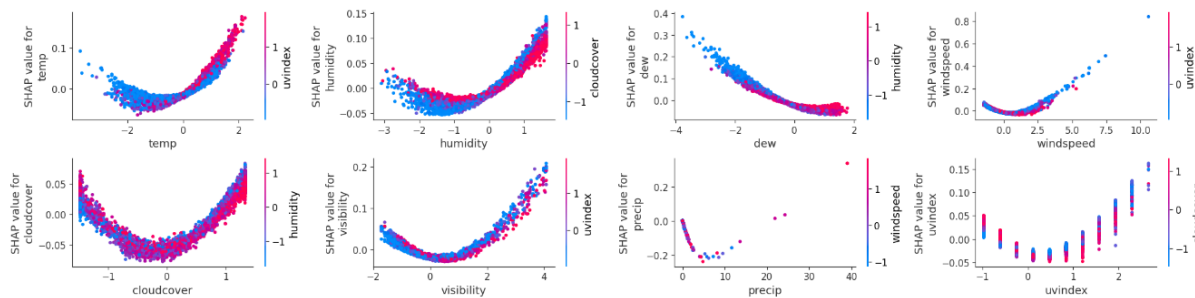 SHAP value for
temp
0.1
0.0
−2
0
2
temp
1
0
uvindex
SHAP value for
humidity
0.15
0.10
0.05
0.00
−0.05
−3
−2
−1
0
1
humidity
1
0
−1
cloudcover
SHAP value for
dew
0.4
0.3
0.2
0.1
0.0
−4
−2
0
2
dew
1
0
−1
humidity
SHAP value for
windspeed
0.8
0.6
0.4
0.2
0.0
0.0
2.5
5.0
7.5
10.0
windspeed
1
0
uvindex
SHAP value for
cloudcover
0.05
0.00
−0.05
−1
0
1
cloudcover
1
0
−1
humidity
SHAP value for
visibility
0.2
0.1
0.0
−2
0
2
4
visibility
1
0
uvindex
SHAP value for
precip
0.2
0.0
−0.2
0
10
20
30
40
precip
1
0
−1
windspeed
SHAP value for
uvindex
0.15
0.10
0.05
0.00
−0.05
−1
0
1
2
uvindex
1
0
−1